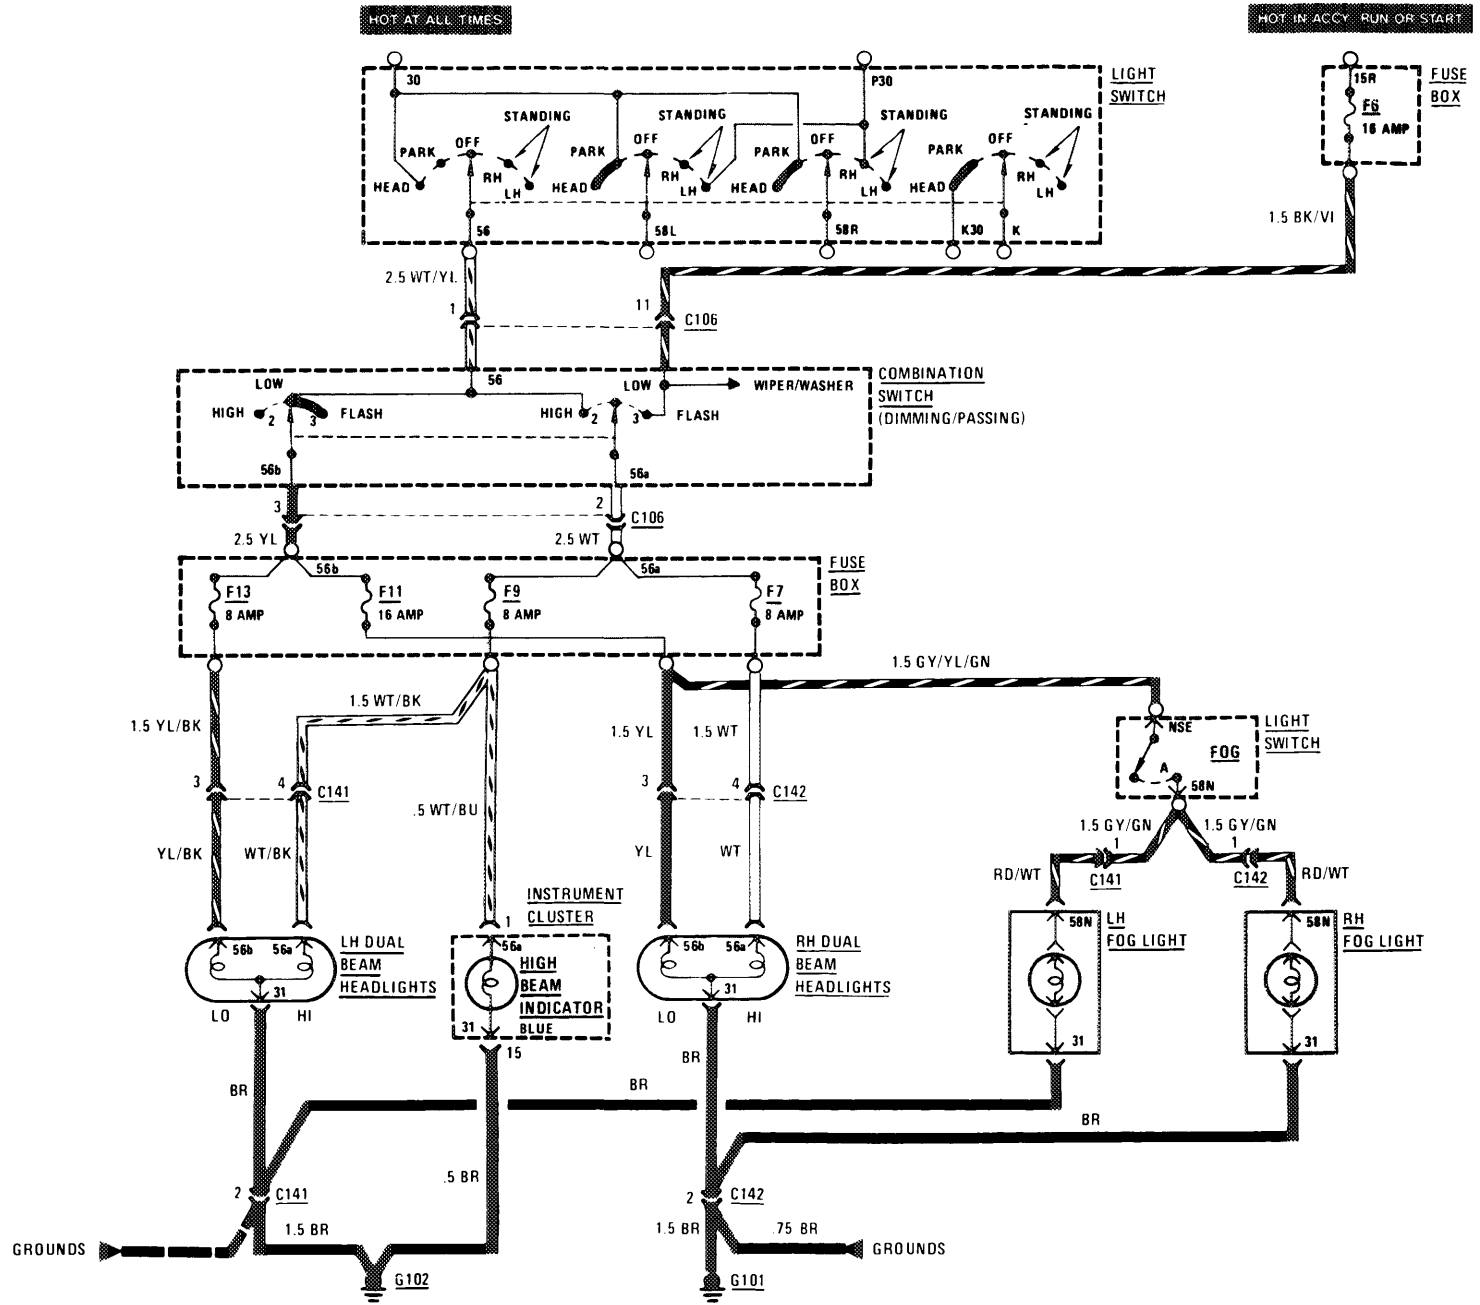 HOT AT ALL TIMES
HOT IN ACCY RUN OR START
30
P30
LIGHT
SWITCH
15R
F6
16 AMP
FUSE
BOX
STANDING
STANDING
STANDING
STANDING
PARK
OFF
RH
LH
HEAD
PARK
OFF
RH
LH
HEAD
PARK
OFF
RH
LH
HEAD
PARK
OFF
RH
LH
HEAD
56
58L
58R
K30
K
1.5 BK/VI
2.5 WT/YL
1
11
C106
56
LOW
HIGH
2
3
FLASH
LOW
HIGH
2
3
FLASH
WIPER/WASHER
COMBINATION
SWITCH
(DIMMING/PASSING)
56b
56a
3
2
C106
2.5 YL
2.5 WT
56b
56a
FUSE
BOX
F13
8 AMP
F11
16 AMP
F9
8 AMP
F7
8 AMP
1.5 GY/YL/GN
1.5 WT/BK
1.5 YL/BK
1.5 YL
1.5 WT
NSE
FOG
A
58N
LIGHT
SWITCH
3
4
C141
.5 WT/BU
3
4
C142
1.5 GY/GN
1.5 GY/GN
1
1
C141
C142
YL/BK
WT/BK
YL
WT
RD/WT
RD/WT
INSTRUMENT
CLUSTER
1
56a
HIGH
BEAM
INDICATOR
BLUE
31
15
56b
56a
31
LH DUAL
BEAM
HEADLIGHTS
LO
HI
56b
56a
31
RH DUAL
BEAM
HEADLIGHTS
LO
HI
58N
LH
FOG LIGHT
31
58N
RH
FOG LIGHT
31
BR
BR
BR
BR
.5 BR
2
C141
2
C142
1.5 BR
1.5 BR
.75 BR
GROUNDS
GROUNDS
G102
G101